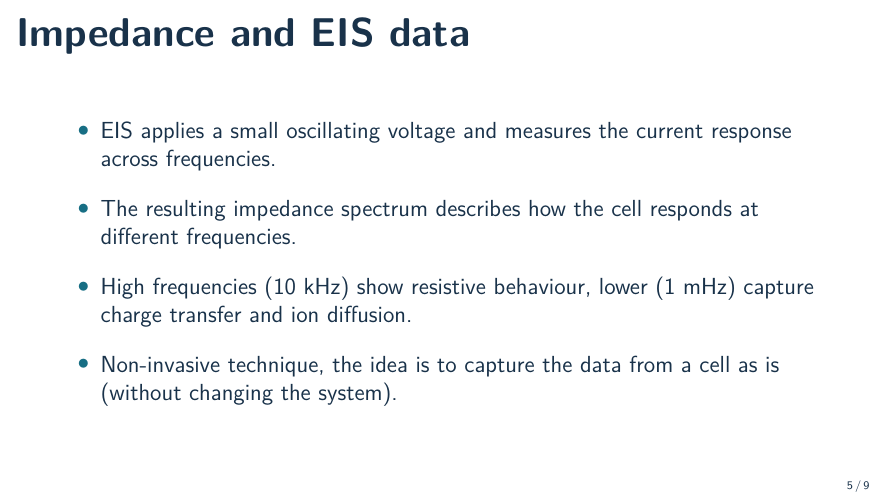 Impedance and EIS data
• EIS applies a small oscillating voltage and measures the current response
across frequencies.
• The resulting impedance spectrum describes how the cell responds at
different frequencies.
• High frequencies (10 kHz) show resistive behaviour, lower (1 mHz) capture
charge transfer and ion diffusion.
• Non-invasive technique, the idea is to capture the data from a cell as is
(without changing the system).
5 / 9